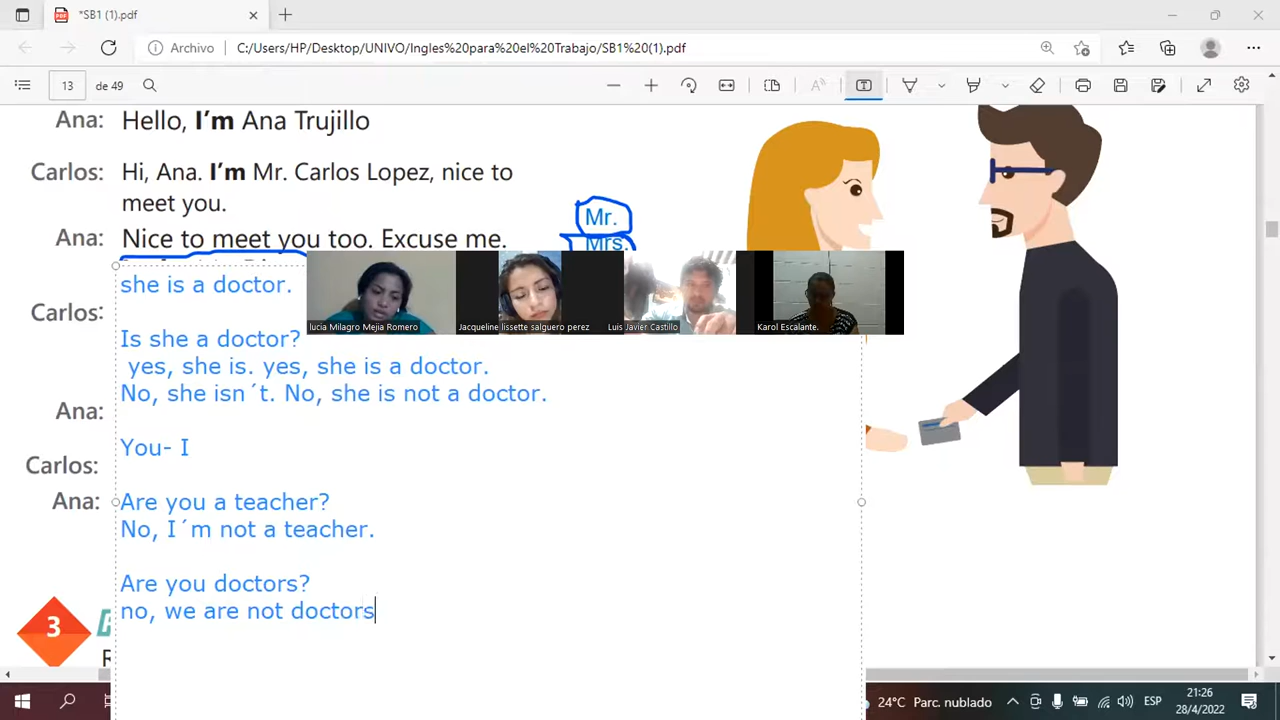 *SB1 (1).pdf
Archivo C:/Users/HP/Desktop/UNIVO/Ingles%20para%20el%20Trabajo/SB1%20(1).pdf
13 de 49
Ana: Hello, I'm Ana Trujillo
Carlos: Hi, Ana. I'm Mr. Carlos Lopez, nice to
meet you.
Mr.
Ana: Nice to meet you too. Excuse me.
Mrs.
she is a doctor.
Carlos:
lucia Milagro Mejia Romero
Jacqueline lissette salguero perez
Luis Javier Castillo
Karol Escalante.
Is she a doctor?
yes, she is. yes, she is a doctor.
No, she isn´t. No, she is not a doctor.
Ana:
You- I
Carlos:
Ana:
Are you a teacher?
No, I´m not a teacher.
Are you doctors?
no, we are not doctors
3
24°C Parc. nublado
ESP
21:26
28/4/2022